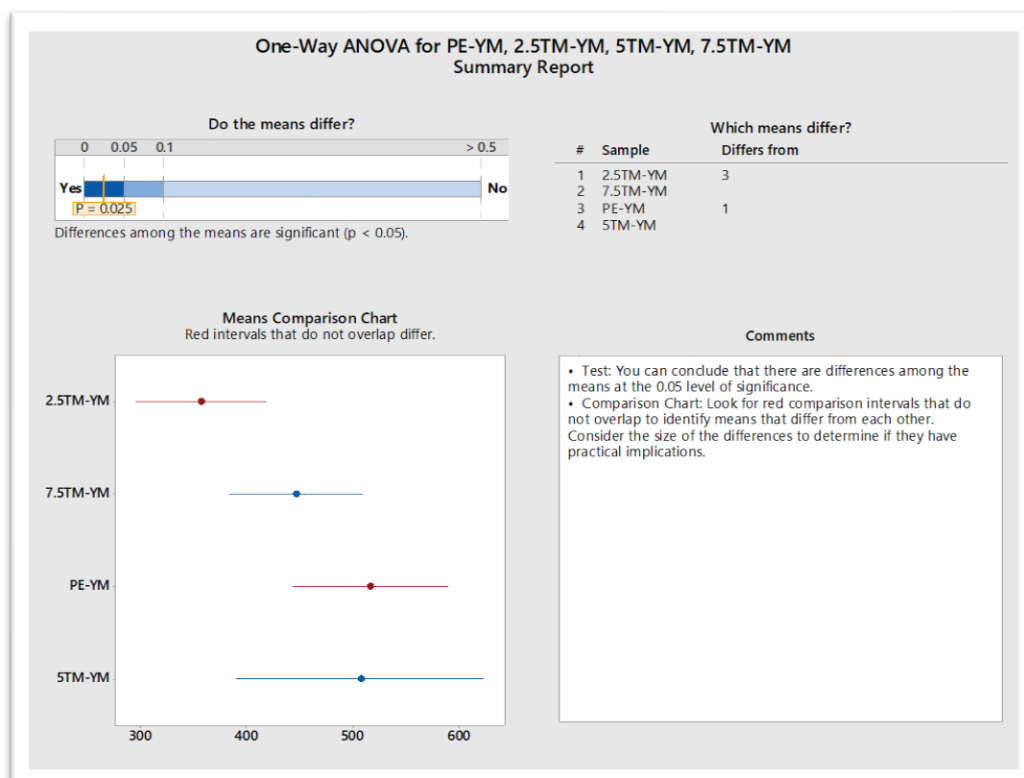 One-Way ANOVA for PE-YM, 2.5TM-YM, 5TM-YM, 7.5TM-YM
Summary Report
Do the means differ?
0 0.05 0.1 > 0.5
Yes No
P = 0.025
Differences among the means are significant (p < 0.05).
Which means differ?
# Sample Differs from
1 2.5TM-YM 3
2 7.5TM-YM
3 PE-YM 1
4 5TM-YM
Means Comparison Chart
Red intervals that do not overlap differ.
2.5TM-YM
7.5TM-YM
PE-YM
5TM-YM
300 400 500 600
Comments
• Test: You can conclude that there are differences among the
means at the 0.05 level of significance.
• Comparison Chart: Look for red comparison intervals that do
not overlap to identify means that differ from each other.
Consider the size of the differences to determine if they have
practical implications.